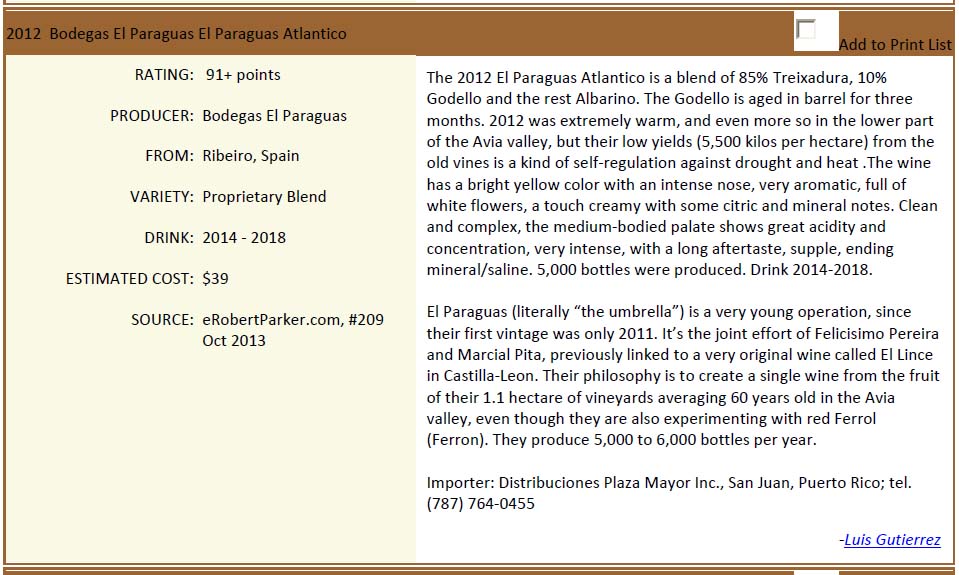 2012  Bodegas El Paraguas El Paraguas Atlantico
Add to Print List
RATING: 91+ points
PRODUCER: Bodegas El Paraguas
FROM: Ribeiro, Spain
VARIETY: Proprietary Blend
DRINK: 2014 - 2018
ESTIMATED COST: $39
SOURCE: eRobertParker.com, #209
Oct 2013
The 2012 El Paraguas Atlantico is a blend of 85% Treixadura, 10%
Godello and the rest Albarino. The Godello is aged in barrel for three
months. 2012 was extremely warm, and even more so in the lower part
of the Avia valley, but their low yields (5,500 kilos per hectare) from the
old vines is a kind of self-regulation against drought and heat .The wine
has a bright yellow color with an intense nose, very aromatic, full of
white flowers, a touch creamy with some citric and mineral notes. Clean
and complex, the medium-bodied palate shows great acidity and
concentration, very intense, with a long aftertaste, supple, ending
mineral/saline. 5,000 bottles were produced. Drink 2014-2018.
El Paraguas (literally “the umbrella”) is a very young operation, since
their first vintage was only 2011. It’s the joint effort of Felicisimo Pereira
and Marcial Pita, previously linked to a very original wine called El Lince
in Castilla-Leon. Their philosophy is to create a single wine from the fruit
of their 1.1 hectare of vineyards averaging 60 years old in the Avia
valley, even though they are also experimenting with red Ferrol
(Ferron). They produce 5,000 to 6,000 bottles per year.
Importer: Distribuciones Plaza Mayor Inc., San Juan, Puerto Rico; tel.
(787) 764-0455
-Luis Gutierrez